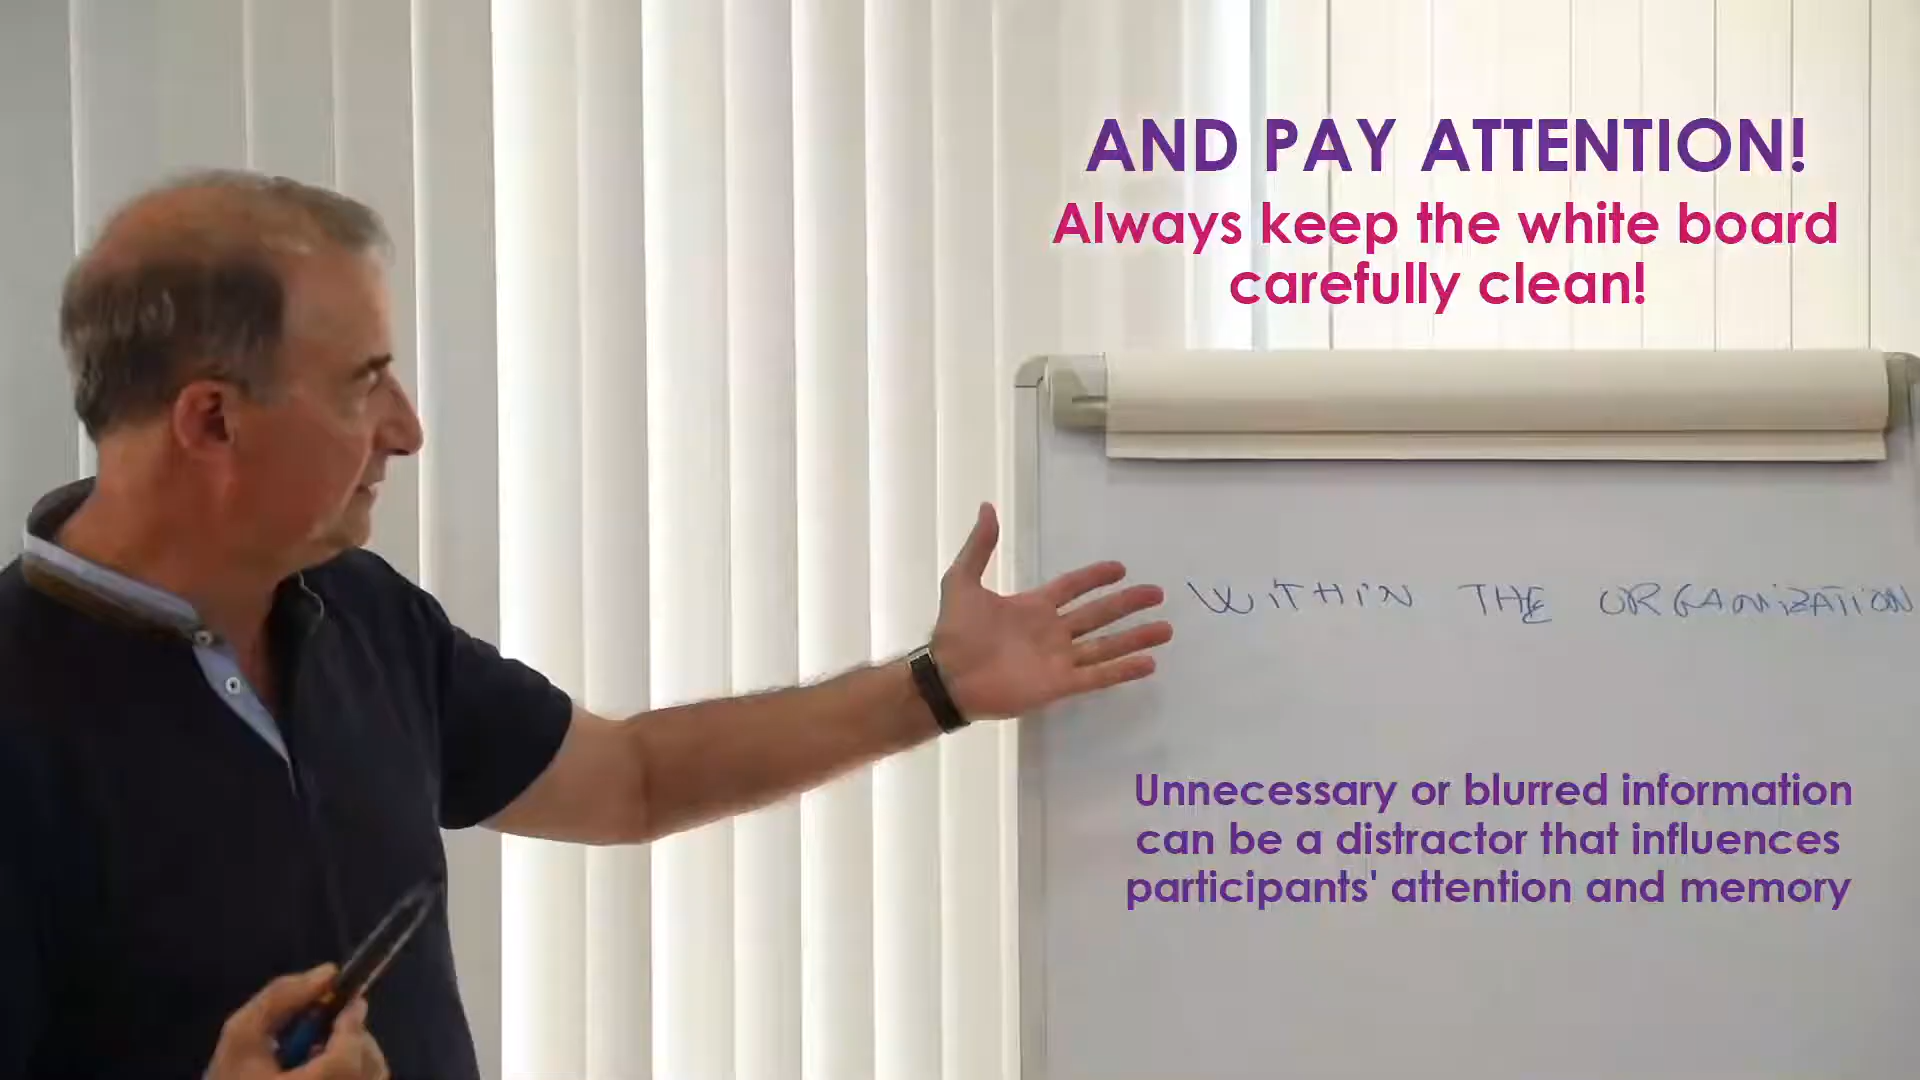 AND PAY ATTENTION!
Always keep the white board
carefully clean!
WITHIN THE ORGANIZATION
Unnecessary or blurred information
can be a distractor that influences
participants' attention and memory